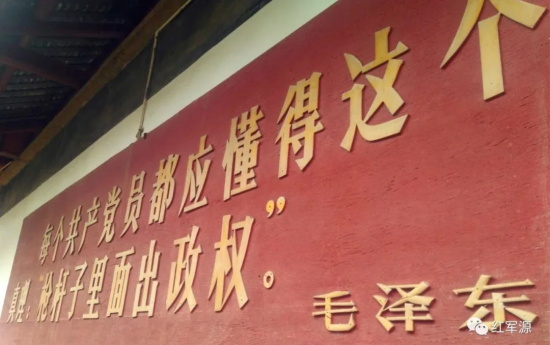 每个共产党员都应懂得这个
真理：“枪杆子里面出政权”。
毛泽东
红军源